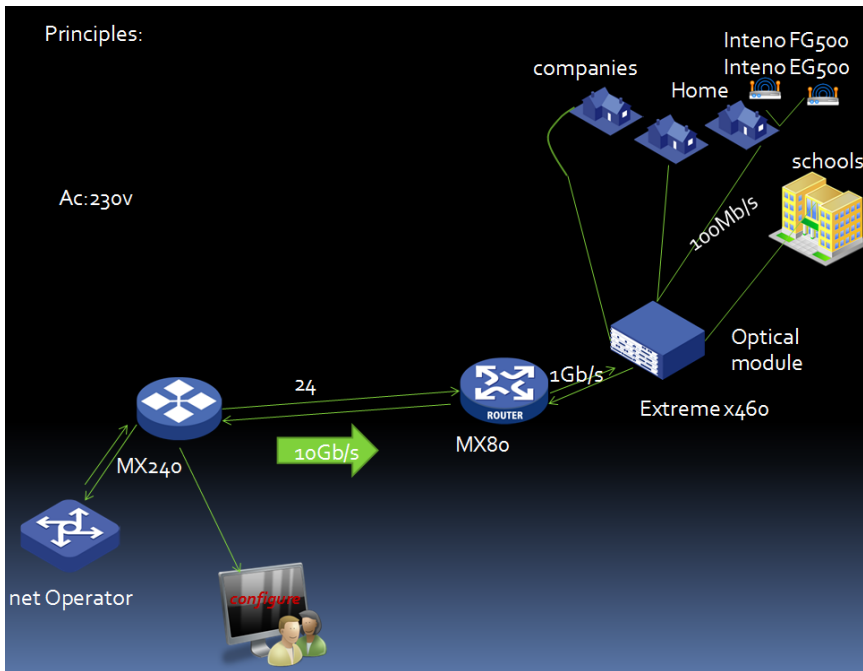 Principles:
Inteno FG500
Inteno EG500
companies
Home
schools
Ac:230v
100Mb/s
Optical
module
24
1Gb/s
ROUTER
Extreme x460
MX80
10Gb/s
MX240
net Operator
configure